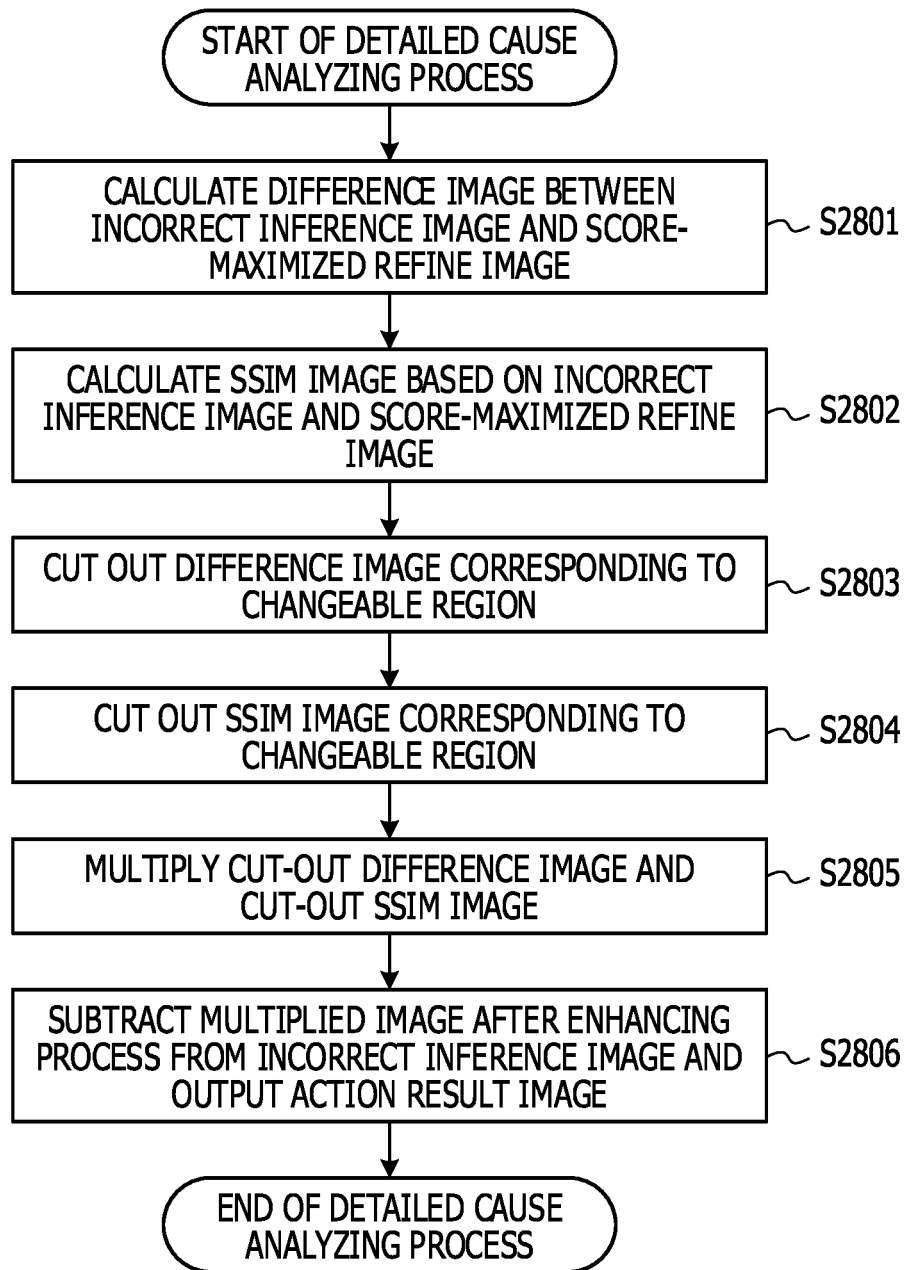 START OF DETAILED CAUSE
ANALYZING PROCESS
CALCULATE DIFFERENCE IMAGE BETWEEN
INCORRECT INFERENCE IMAGE AND SCORE-
MAXIMIZED REFINE IMAGE
S2801
CALCULATE SSIM IMAGE BASED ON INCORRECT
INFERENCE IMAGE AND SCORE-MAXIMIZED REFINE
IMAGE
S2802
CUT OUT DIFFERENCE IMAGE CORRESPONDING TO
CHANGEABLE REGION
S2803
CUT OUT SSIM IMAGE CORRESPONDING TO
CHANGEABLE REGION
S2804
MULTIPLY CUT-OUT DIFFERENCE IMAGE AND
CUT-OUT SSIM IMAGE
S2805
SUBTRACT MULTIPLIED IMAGE AFTER ENHANCING
PROCESS FROM INCORRECT INFERENCE IMAGE AND
OUTPUT ACTION RESULT IMAGE
S2806
END OF DETAILED CAUSE
ANALYZING PROCESS